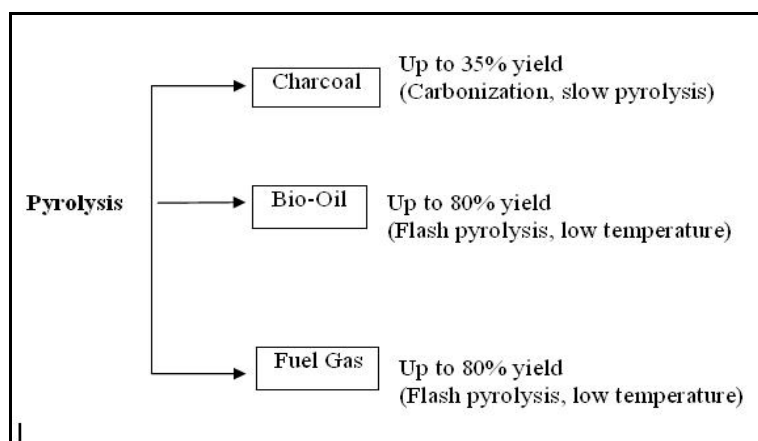 Charcoal
Up to 35% yield
(Carbonization, slow pyrolysis)
Pyrolysis
Bio-Oil
Up to 80% yield
(Flash pyrolysis, low temperature)
Fuel Gas
Up to 80% yield
(Flash pyrolysis, low temperature)